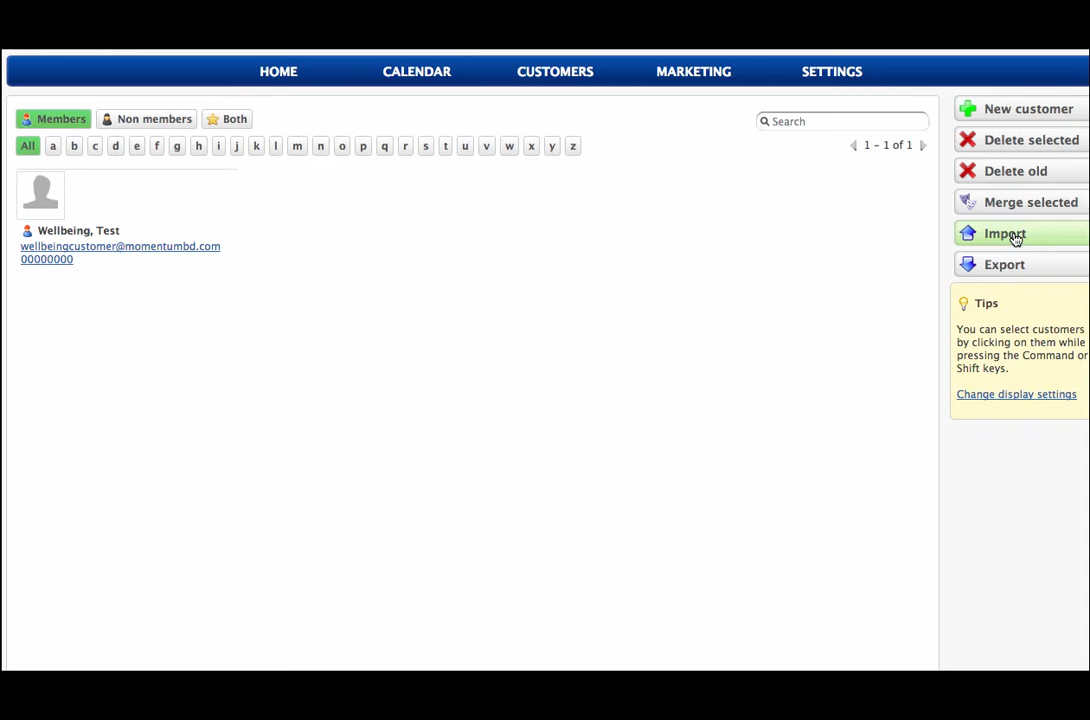 HOME CALENDAR CUSTOMERS MARKETING SETTINGS
Members Non members Both
Search
All a b c d e f g h i j k l m n o p q r s t u v w x y z
1 - 1 of 1
Wellbeing, Test
wellbeingcustomer@momentumbd.com
00000000
New customer
Delete selected
Delete old
Merge selected
Import
Export
Tips
You can select customers
by clicking on them while
pressing the Command or
Shift keys.
Change display settings